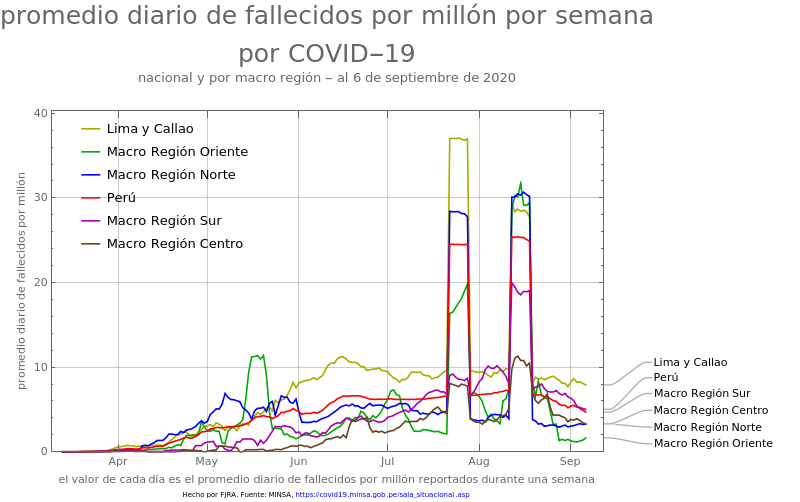 promedio diario de fallecidos por millón por semana
por COVID−19
nacional y por macro región − al 6 de septiembre de 2020
promedio diario de fallecidos por millón
40
30
20
10
0
Lima y Callao
Macro Región Oriente
Macro Región Norte
Perú
Macro Región Sur
Macro Región Centro
Lima y Callao
Perú
Macro Región Sur
Macro Región Centro
Macro Región Norte
Macro Región Oriente
Apr May Jun Jul Aug Sep
el valor de cada día es el promedio diario de fallecidos por millón reportados durante una semana
Hecho por FJRA. Fuente: MINSA, https://covid19.minsa.gob.pe/sala_situacional.asp